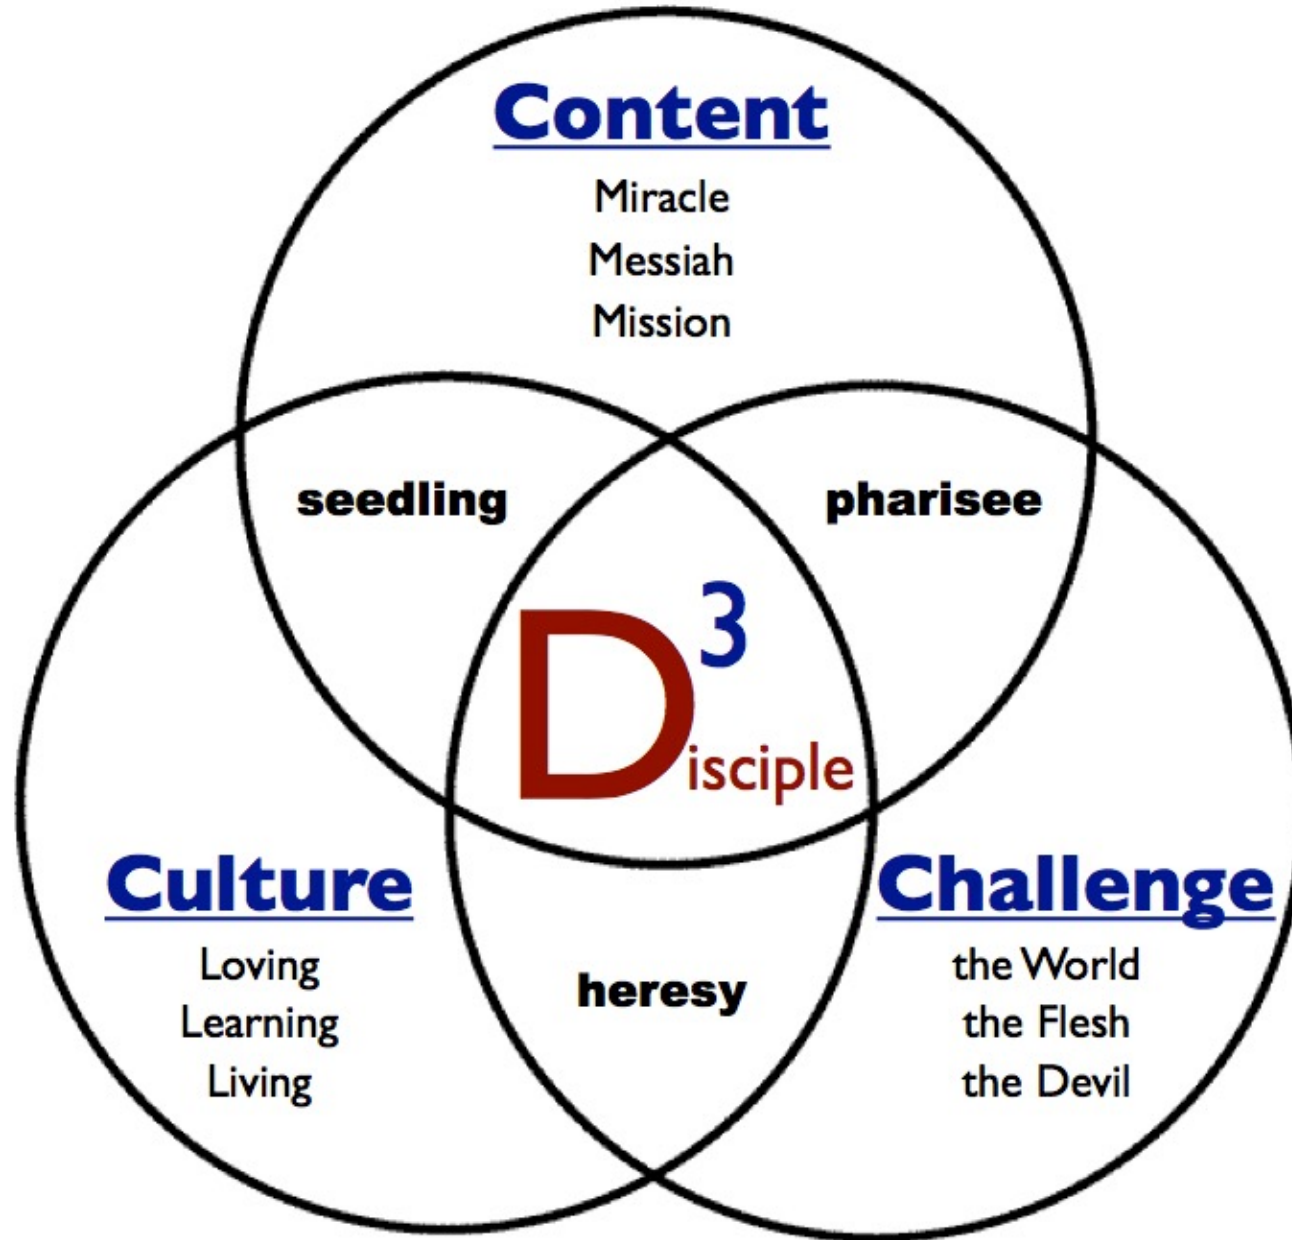 Content
Miracle
Messiah
Mission
seedling
pharisee
D3
isciple
Culture
Loving
Learning
Living
heresy
Challenge
the World
the Flesh
the Devil